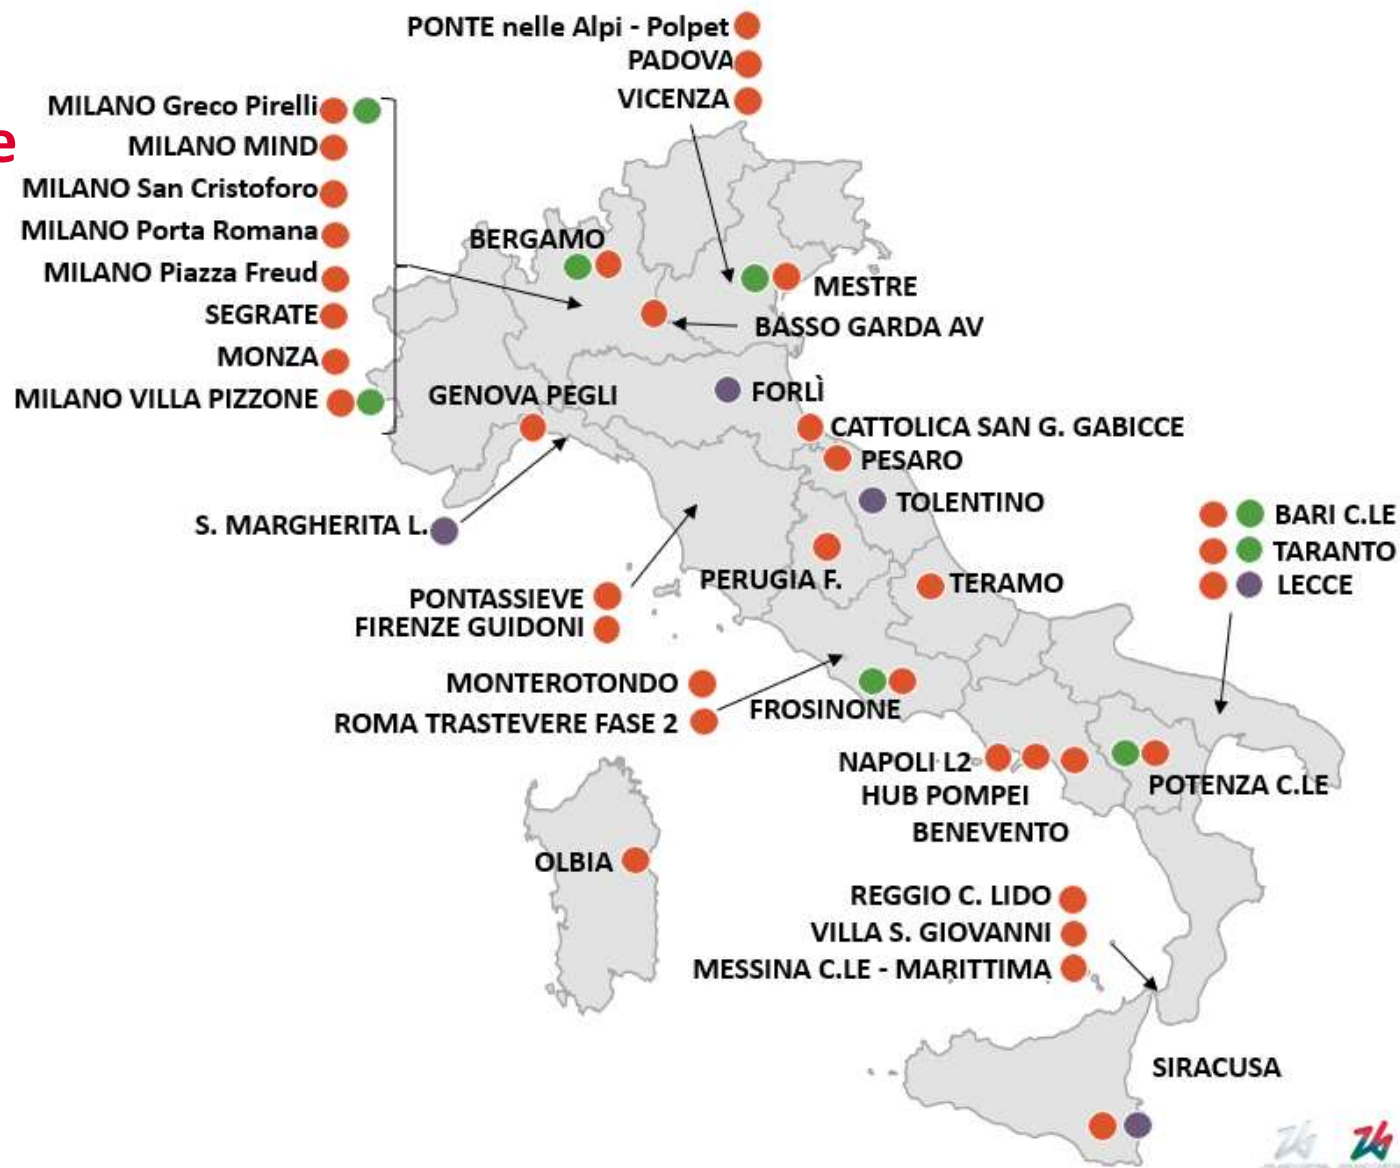 PONTE nelle Alpi - Polpet
PADOVA
VICENZA
MILANO Greco Pirelli
e
MILANO MIND
MILANO San Cristoforo
MILANO Porta Romana
MILANO Piazza Freud
SEGRATE
MONZA
MILANO VILLA PIZZONE
BERGAMO
MESTRE
BASSO GARDA AV
GENOVA PEGLI
FORLÌ
CATTOLICA SAN G. GABICCE
PESARO
TOLENTINO
S. MARGHERITA L.
BARI C.LE
TARANTO
LECCE
PERUGIA F.
TERAMO
PONTASSIEVE
FIRENZE GUIDONI
MONTEROTONDO
ROMA TRASTEVERE FASE 2
FROSINONE
NAPOLI L2
HUB POMPEI
BENEVENTO
POTENZA C.LE
OLBIA
REGGIO C. LIDO
VILLA S. GIOVANNI
MESSINA C.LE - MARITTIMA
SIRACUSA